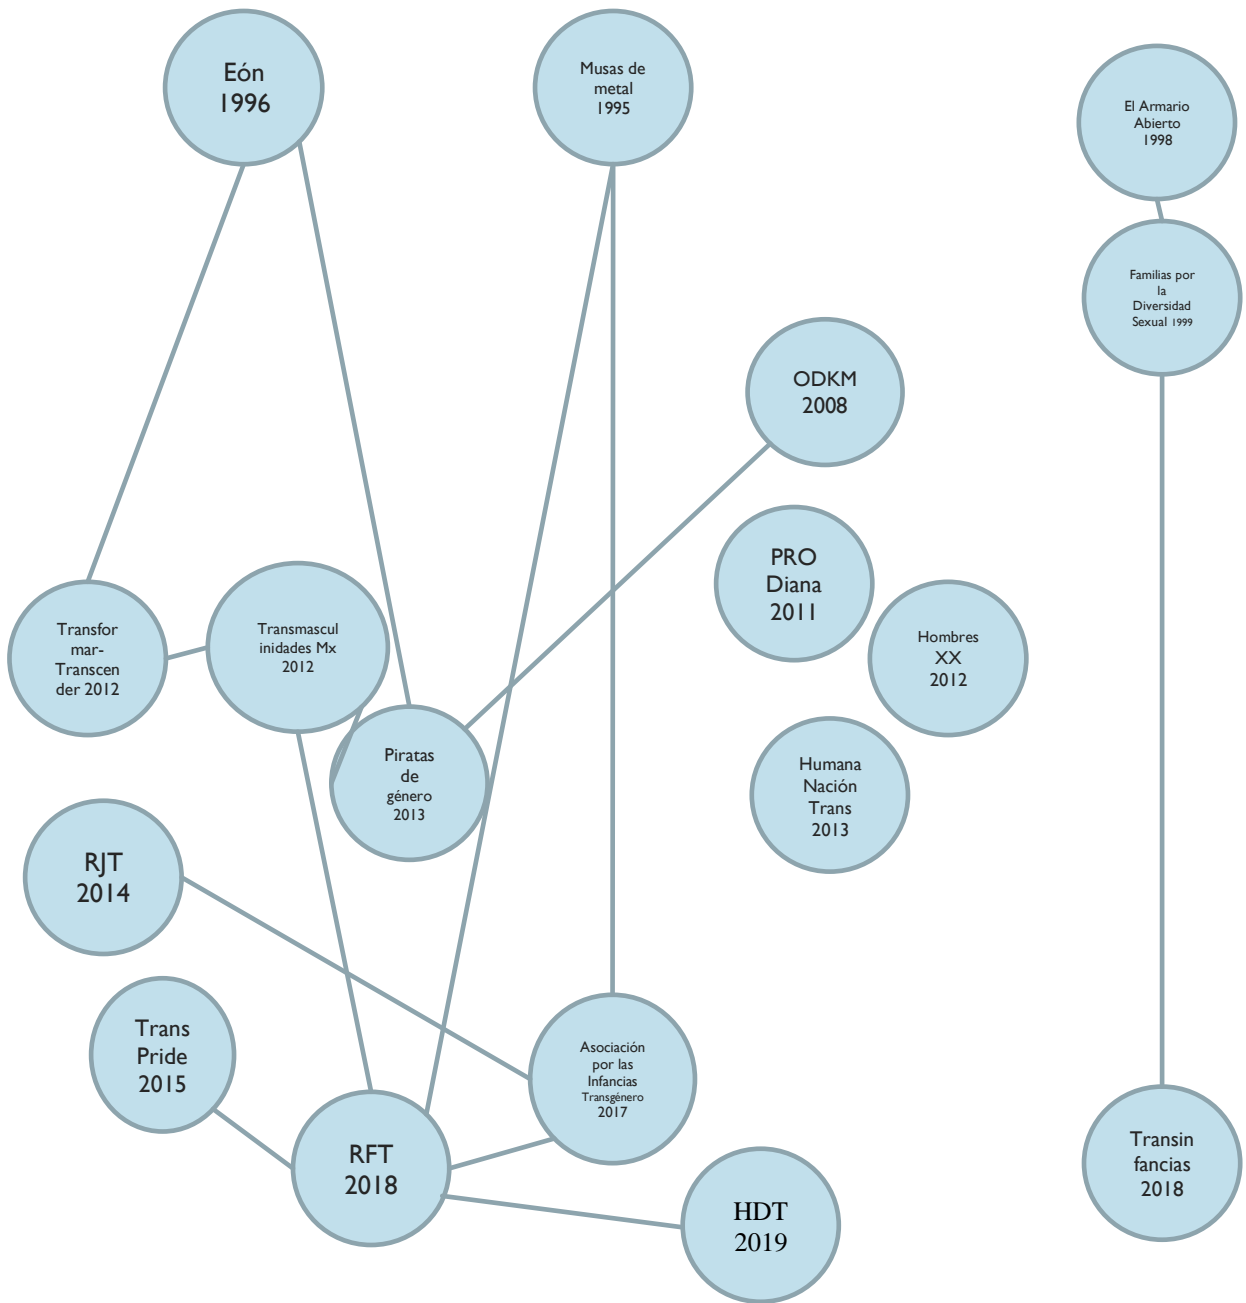 Eón
1996
Musas de
metal
1995
El Armario
Abierto
1998
Familias por
la
Diversidad
Sexual 1999
ODKM
2008
PRO
Diana
2011
Hombres
XX
2012
Transfor
mar-
Transcen
der 2012
Transmascul
inidades Mx
2012
Piratas
de
género
2013
Humana
Nación
Trans
2013
RJT
2014
Trans
Pride
2015
Asociación
por las
Infancias
Transgénero
2017
RFT
2018
HDT
2019
Transin
fancias
2018